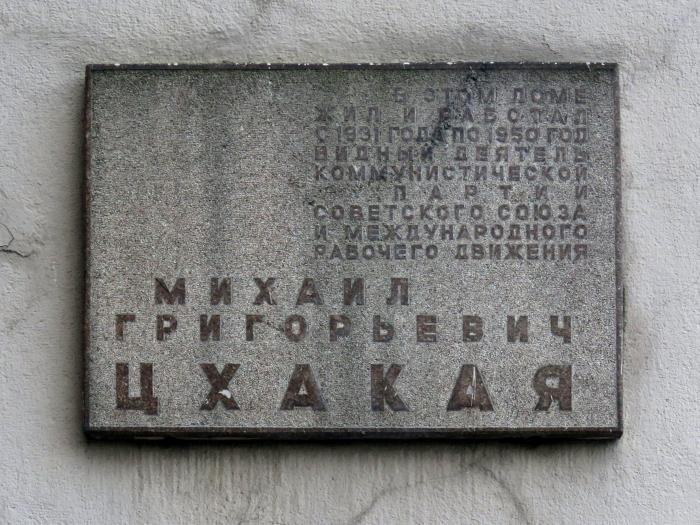 В ЭТОМ ДОМЕ
ЖИЛ И РАБОТАЛ
С 1931 ГОДА ПО 1950 ГОД
ВИДНЫЙ ДЕЯТЕЛЬ
КОММУНИСТИЧЕСКОЙ
ПАРТИИ
СОВЕТСКОГО СОЮЗА
И МЕЖДУНАРОДНОГО
РАБОЧЕГО ДВИЖЕНИЯ
МИХАИЛ
ГРИГОРЬЕВИЧ
ЦХАКАЯ